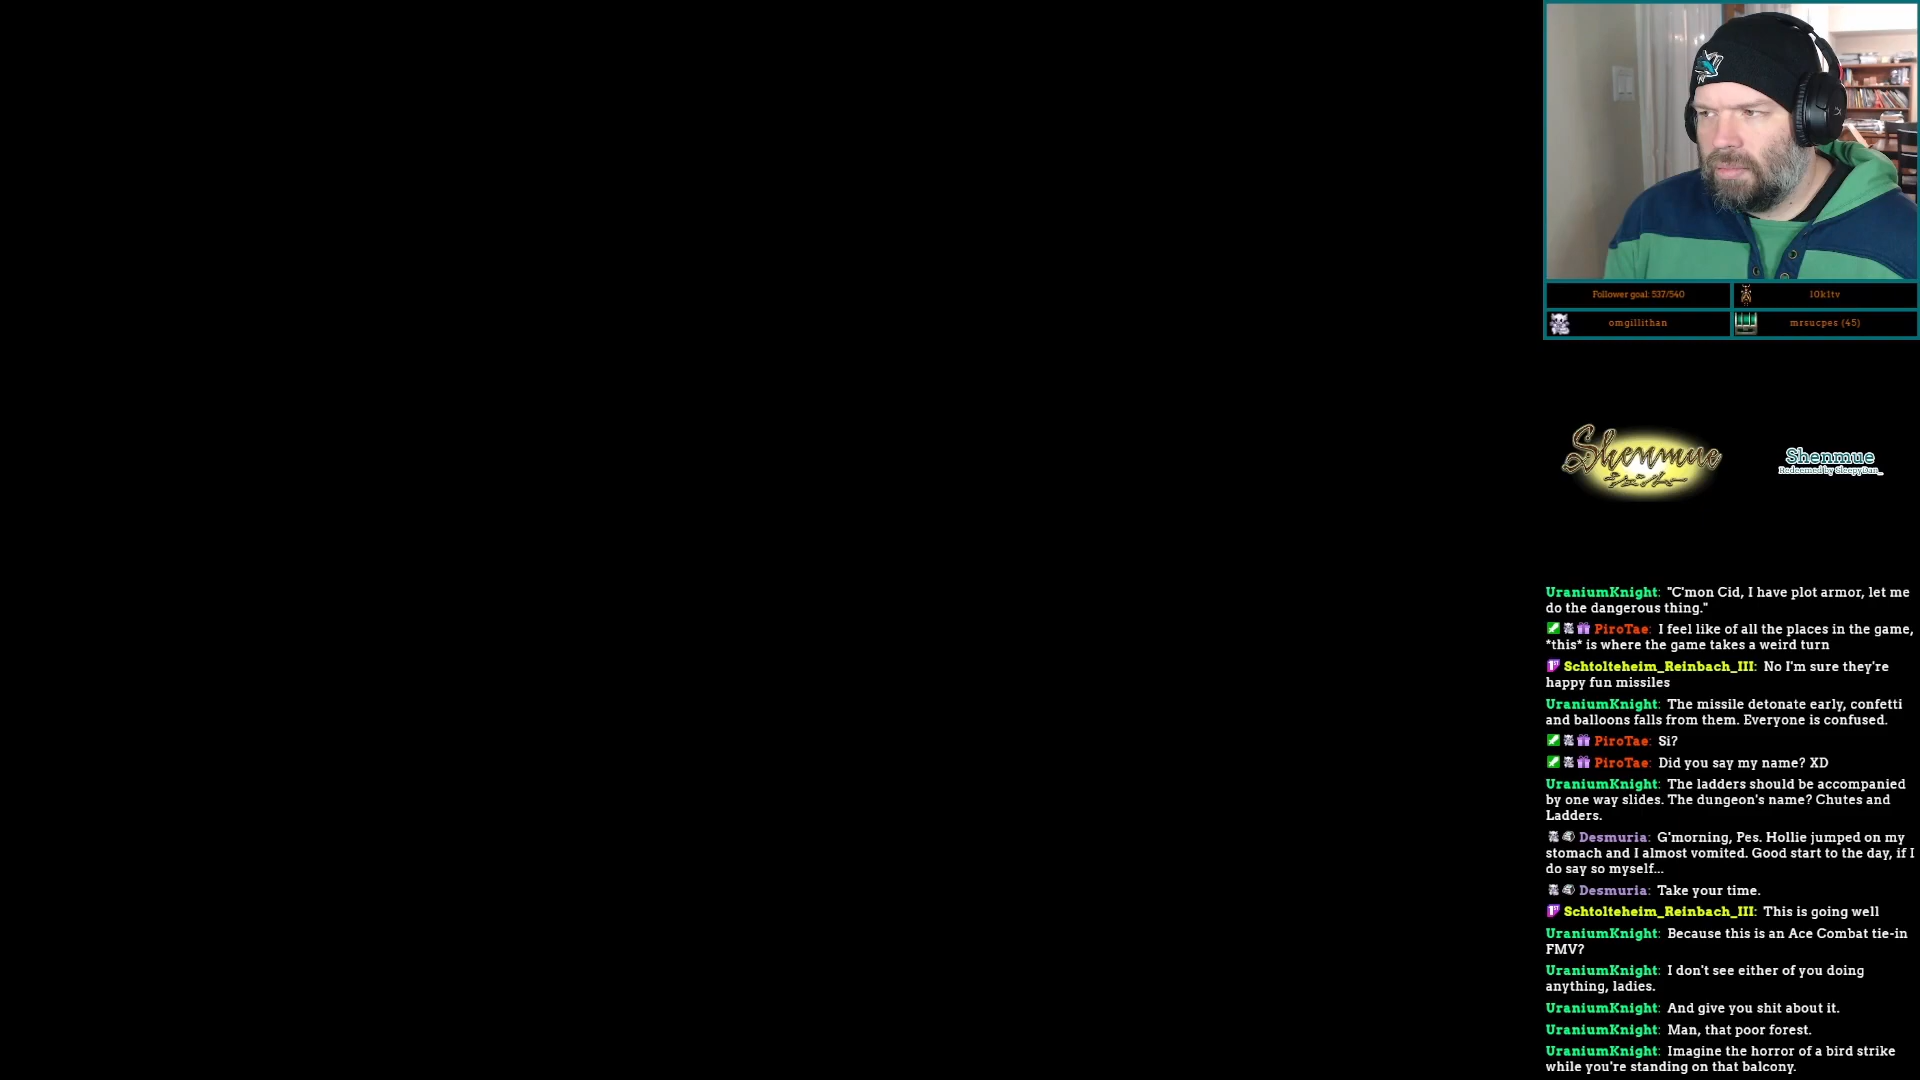 Follower goal: 537/540
10k1tv
omgillithan
mrsucpes (45)
Shenmue
Shenmue
Redeemed by SleepyDan_
UraniumKnight: "C'mon Cid, I have plot armor, let me
do the dangerous thing."
PiroTae: I feel like of all the places in the game,
*this* is where the game takes a weird turn
Schtolteheim_Reinbach_III: No I'm sure they're
happy fun missiles
UraniumKnight: The missile detonate early, confetti
and balloons falls from them. Everyone is confused.
PiroTae: Si?
PiroTae: Did you say my name? XD
UraniumKnight: The ladders should be accompanied
by one way slides. The dungeon's name? Chutes and
Ladders.
Desmuria: G'morning, Pes. Hollie jumped on my
stomach and I almost vomited. Good start to the day, if I
do say so myself...
Desmuria: Take your time.
Schtolteheim_Reinbach_III: This is going well
UraniumKnight: Because this is an Ace Combat tie-in
FMV?
UraniumKnight: I don't see either of you doing
anything, ladies.
UraniumKnight: And give you shit about it.
UraniumKnight: Man, that poor forest.
UraniumKnight: Imagine the horror of a bird strike
while you're standing on that balcony.